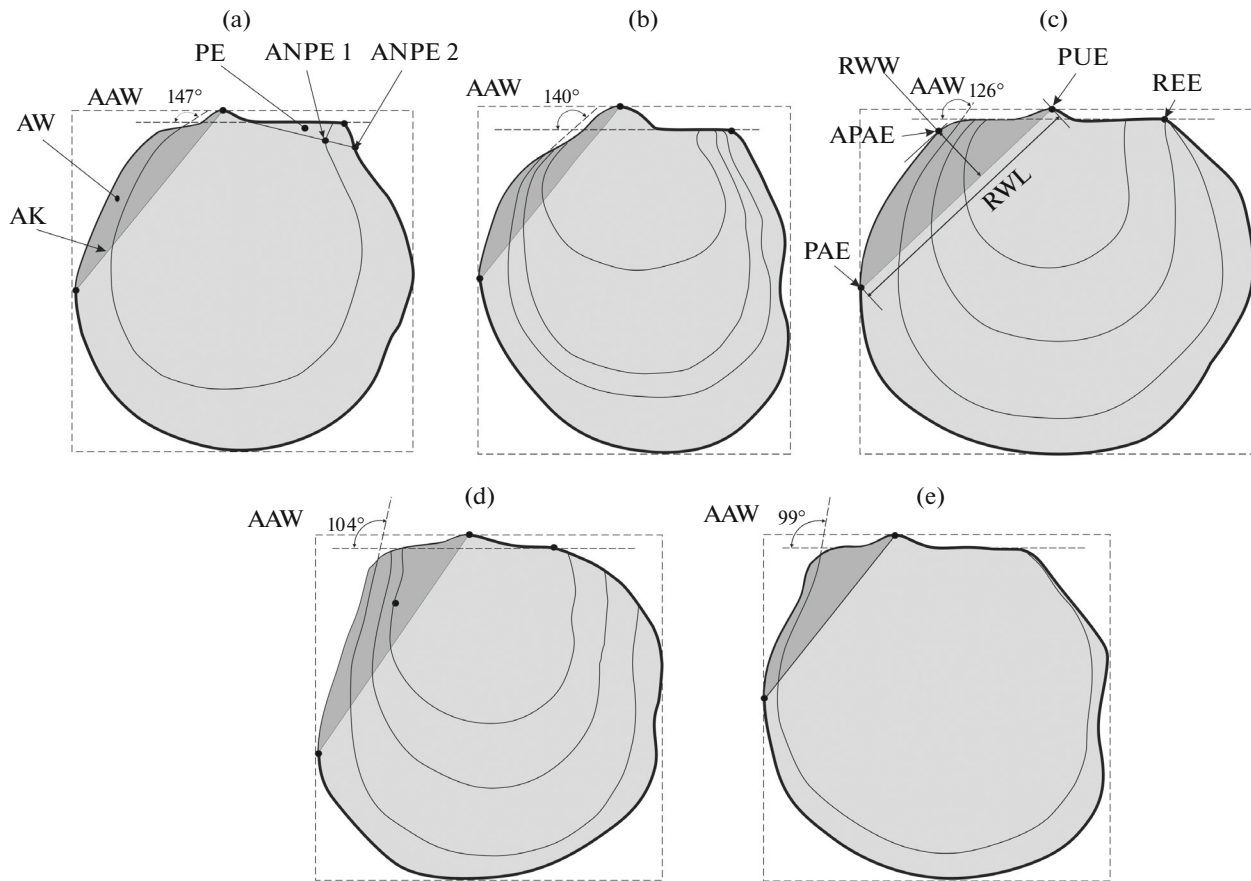 (a)
(b)
(c)
PE
ANPE 1
ANPE 2
AAW
147°
AW
AK
AAW
140°
RWW
PUE
AAW
126°
REE
APAE
RWL
PAE
(d)
(e)
AAW
104°
AAW
99°